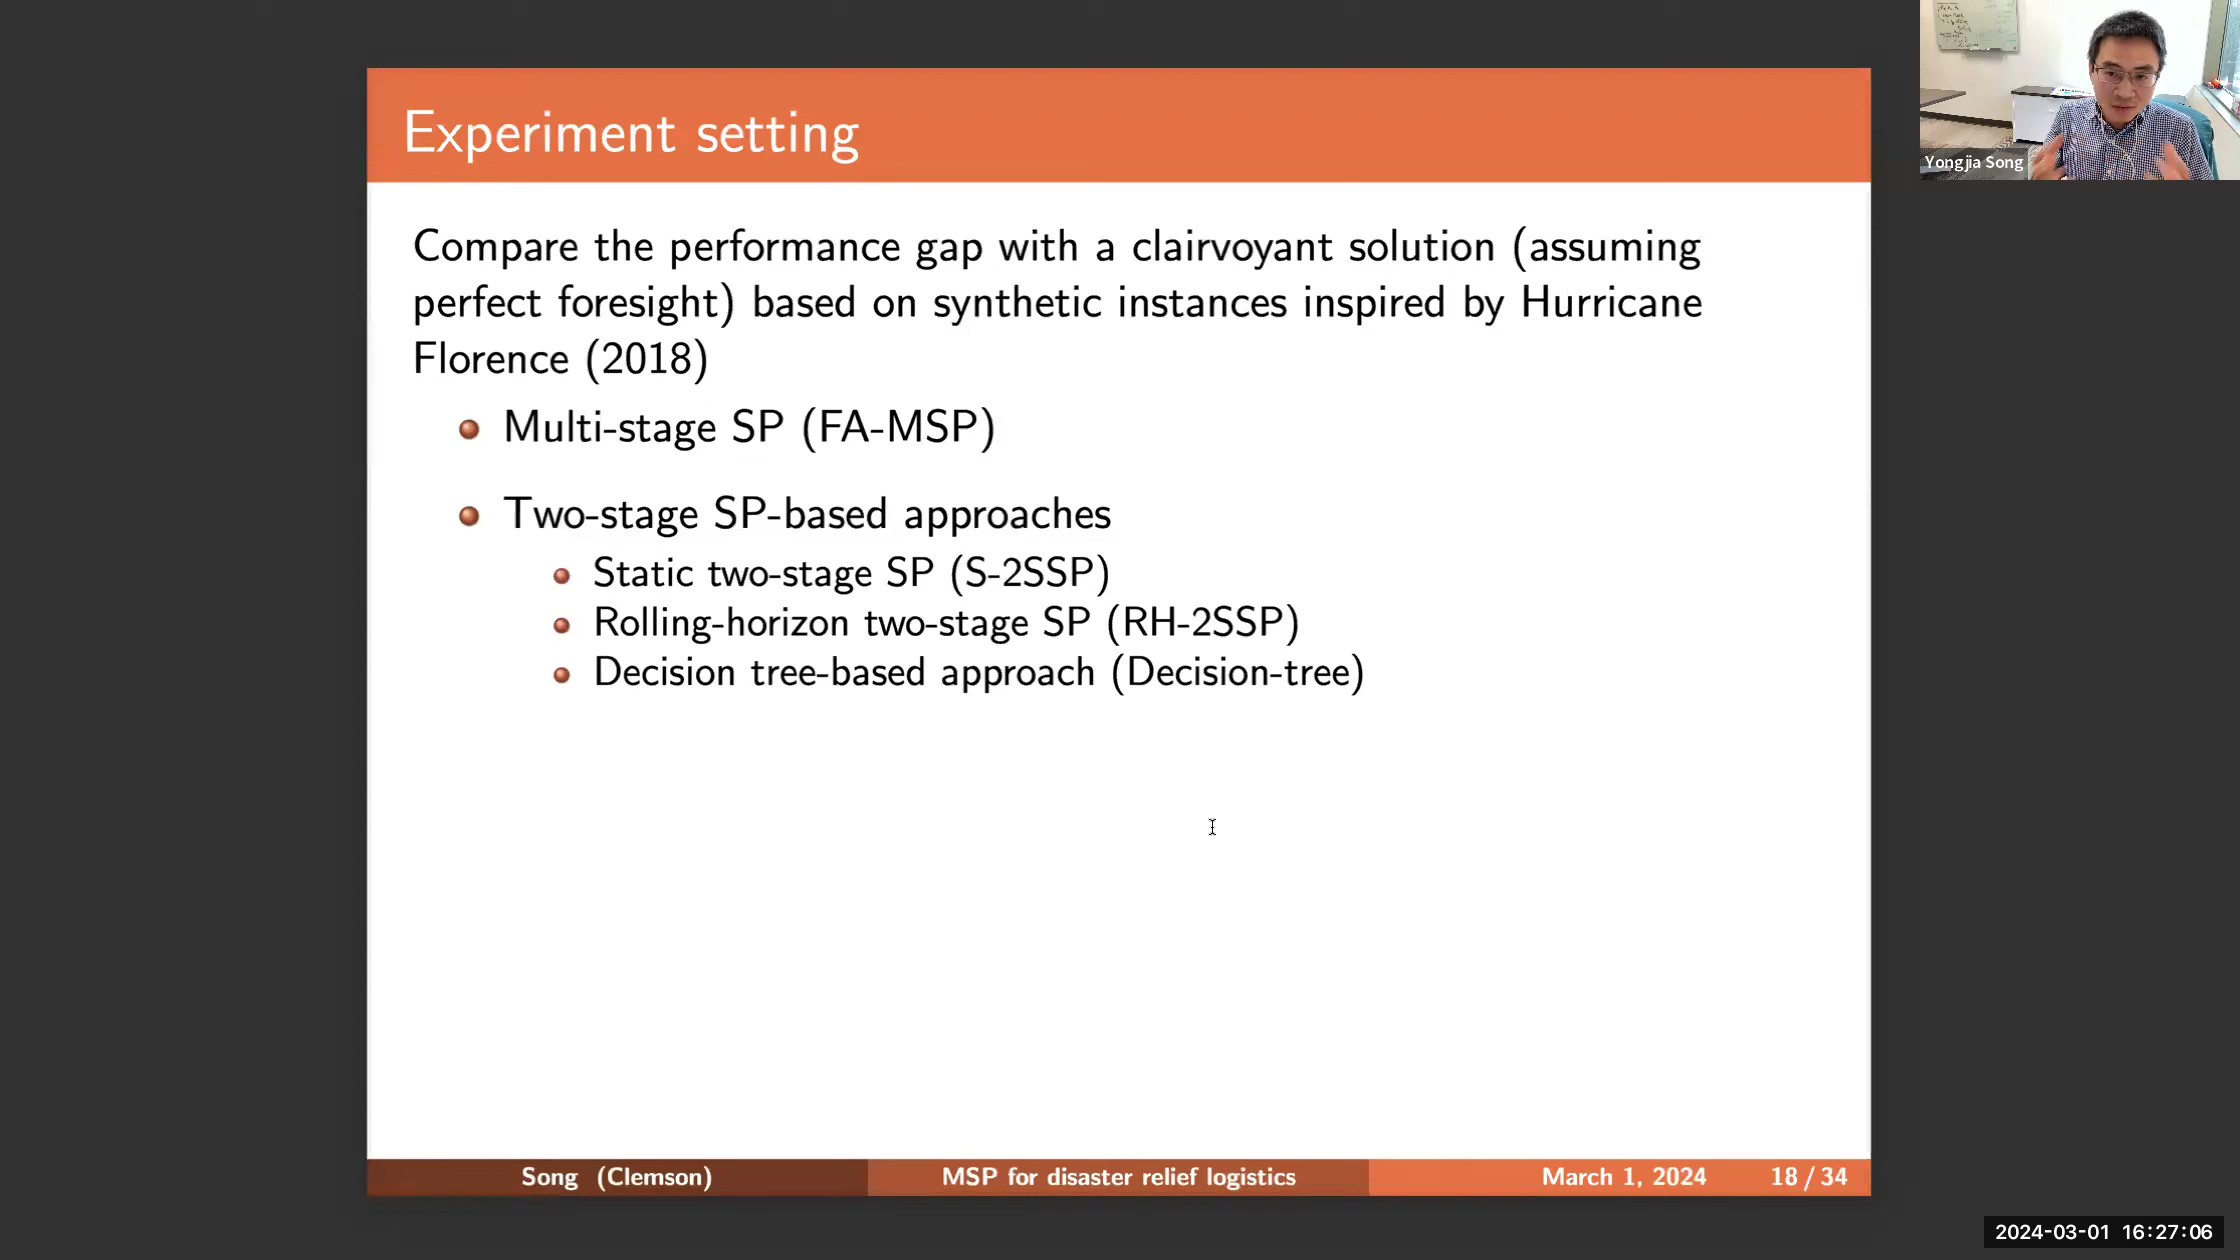 Experiment setting
Compare the performance gap with a clairvoyant solution (assuming
perfect foresight) based on synthetic instances inspired by Hurricane
Florence (2018)
Multi-stage SP (FA-MSP)
Two-stage SP-based approaches
Static two-stage SP (S-2SSP)
Rolling-horizon two-stage SP (RH-2SSP)
Decision tree-based approach (Decision-tree)
Song (Clemson)
MSP for disaster relief logistics
March 1, 2024
18 / 34
Yongjia Song
2024-03-01 16:27:06